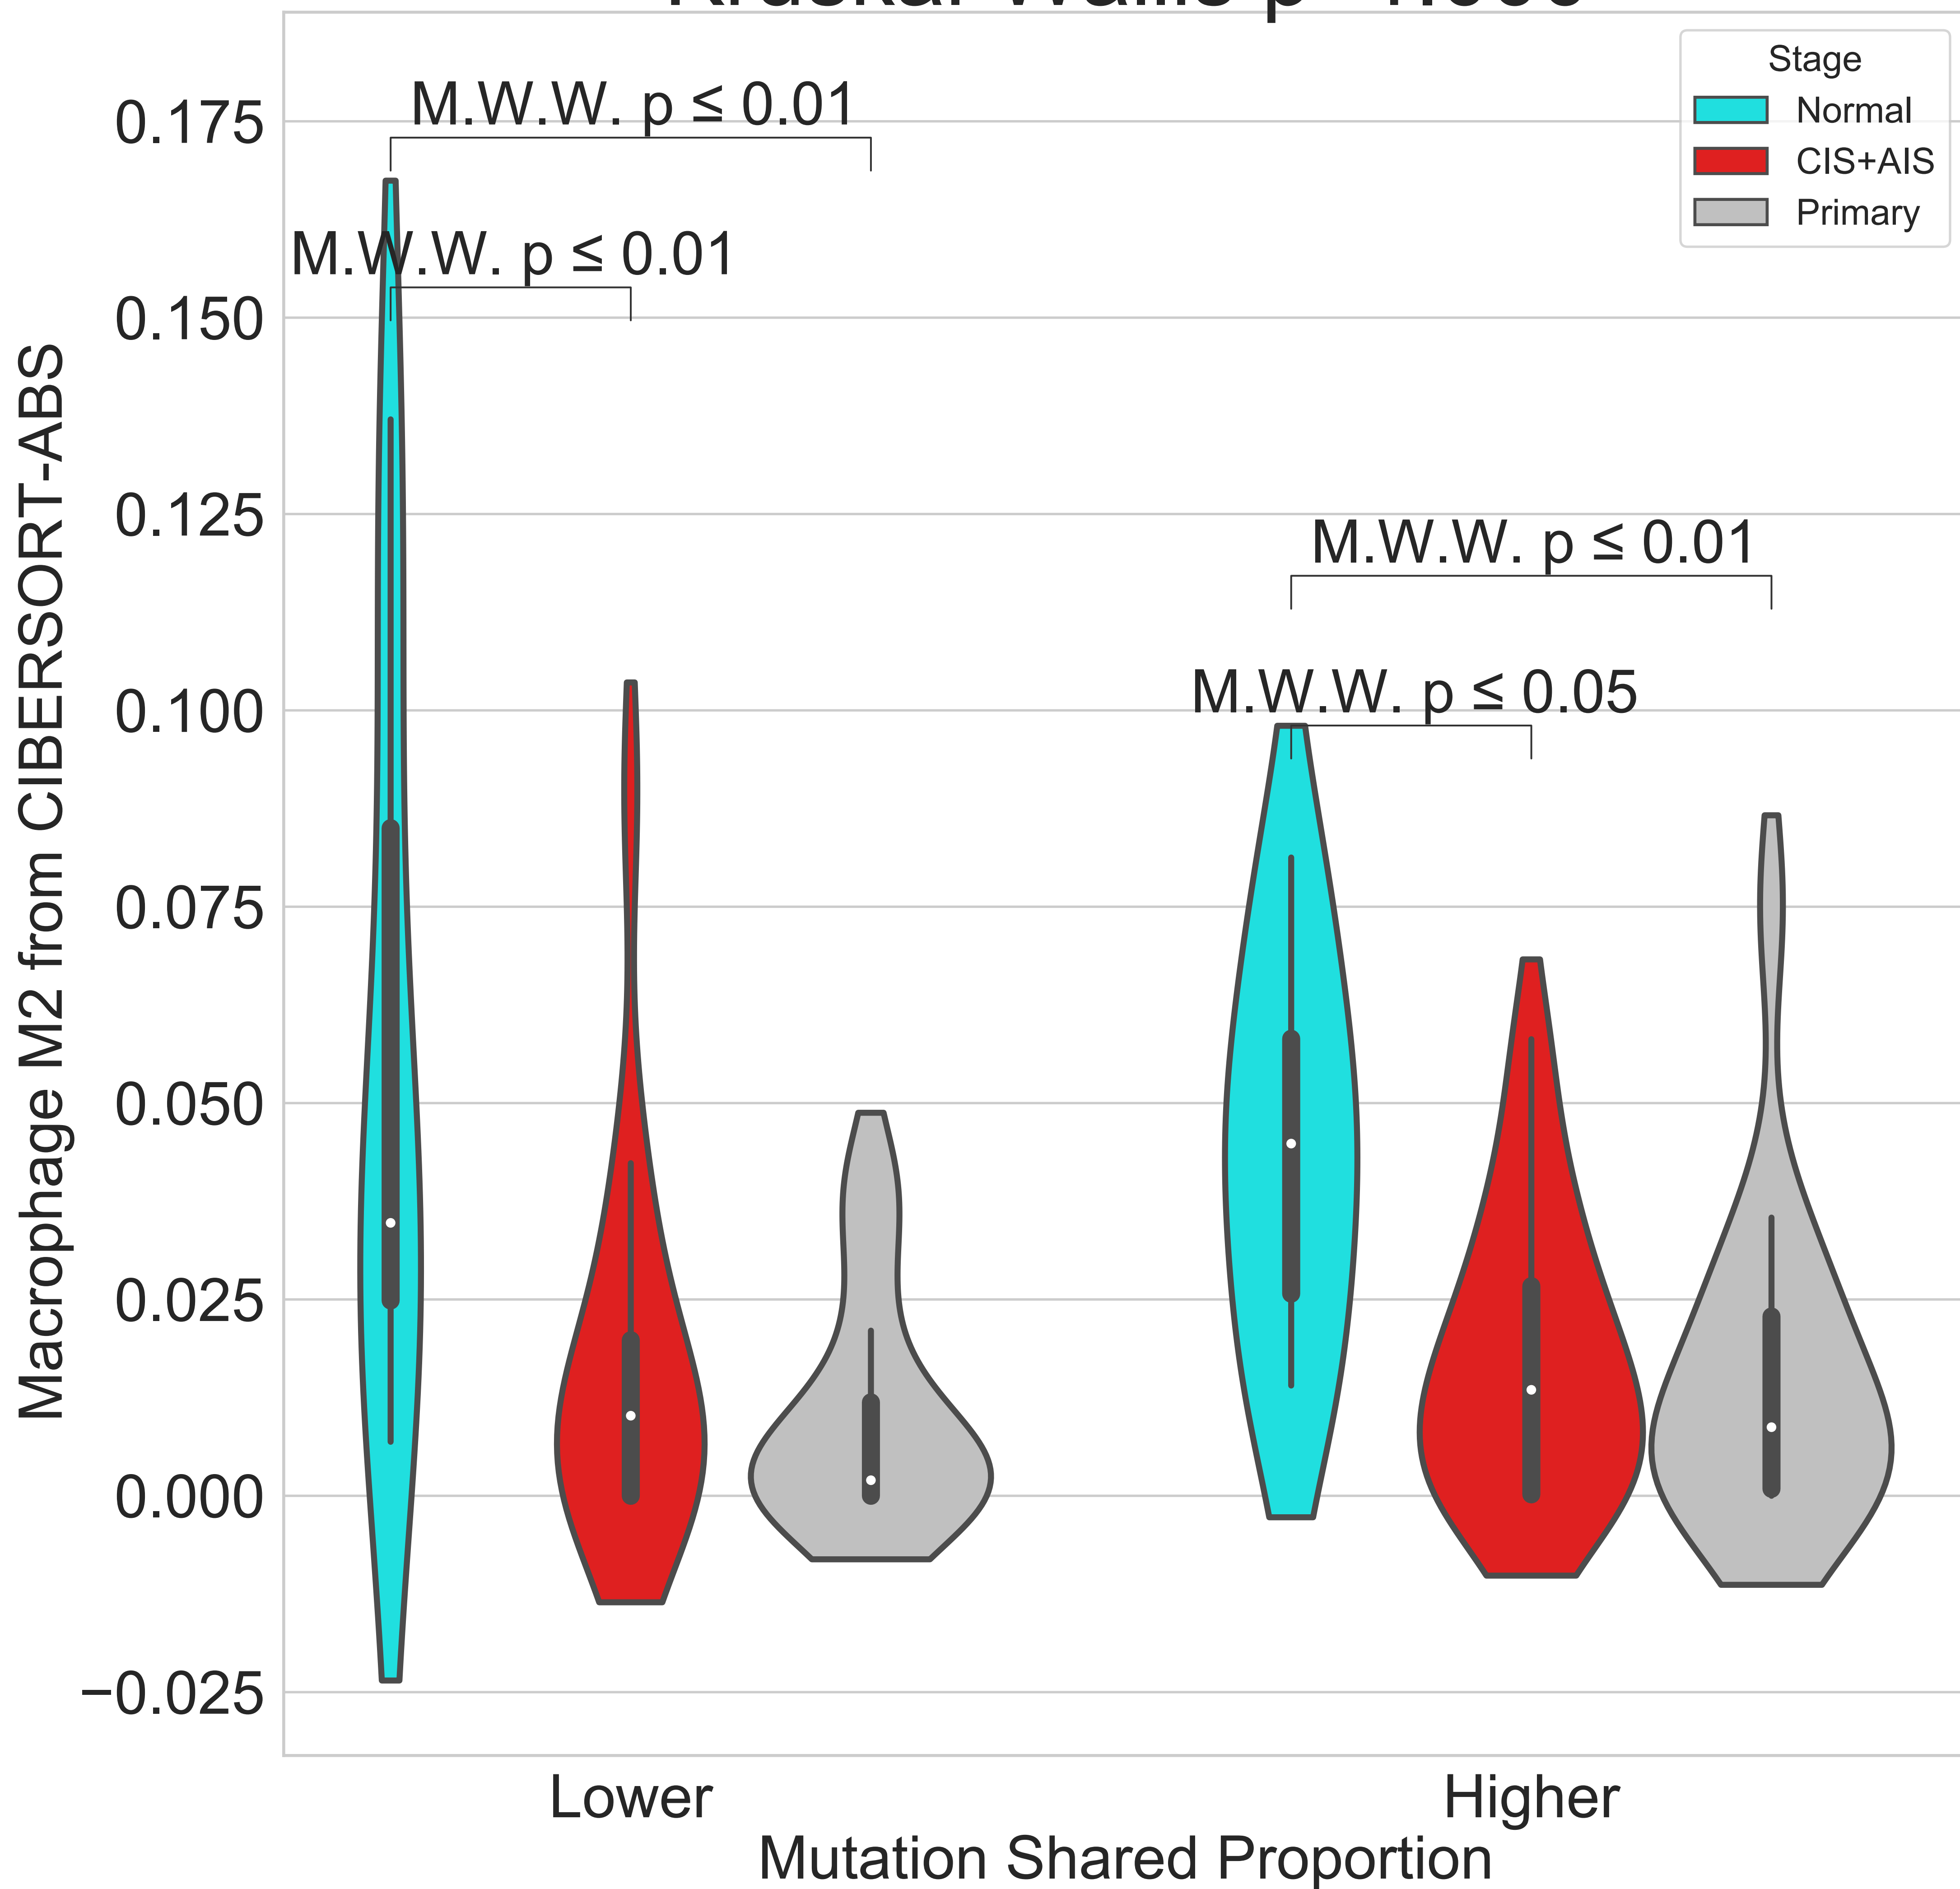 Stage
Normal
CIS+AIS
Primary
M.W.W. p ≤ 0.01
M.W.W. p ≤ 0.01
M.W.W. p ≤ 0.01
M.W.W. p ≤ 0.05
0.175
0.150
0.125
0.100
0.075
0.050
0.025
0.000
−0.025
Macrophage M2 from CIBERSORT-ABS
Lower
Higher
Mutation Shared Proportion